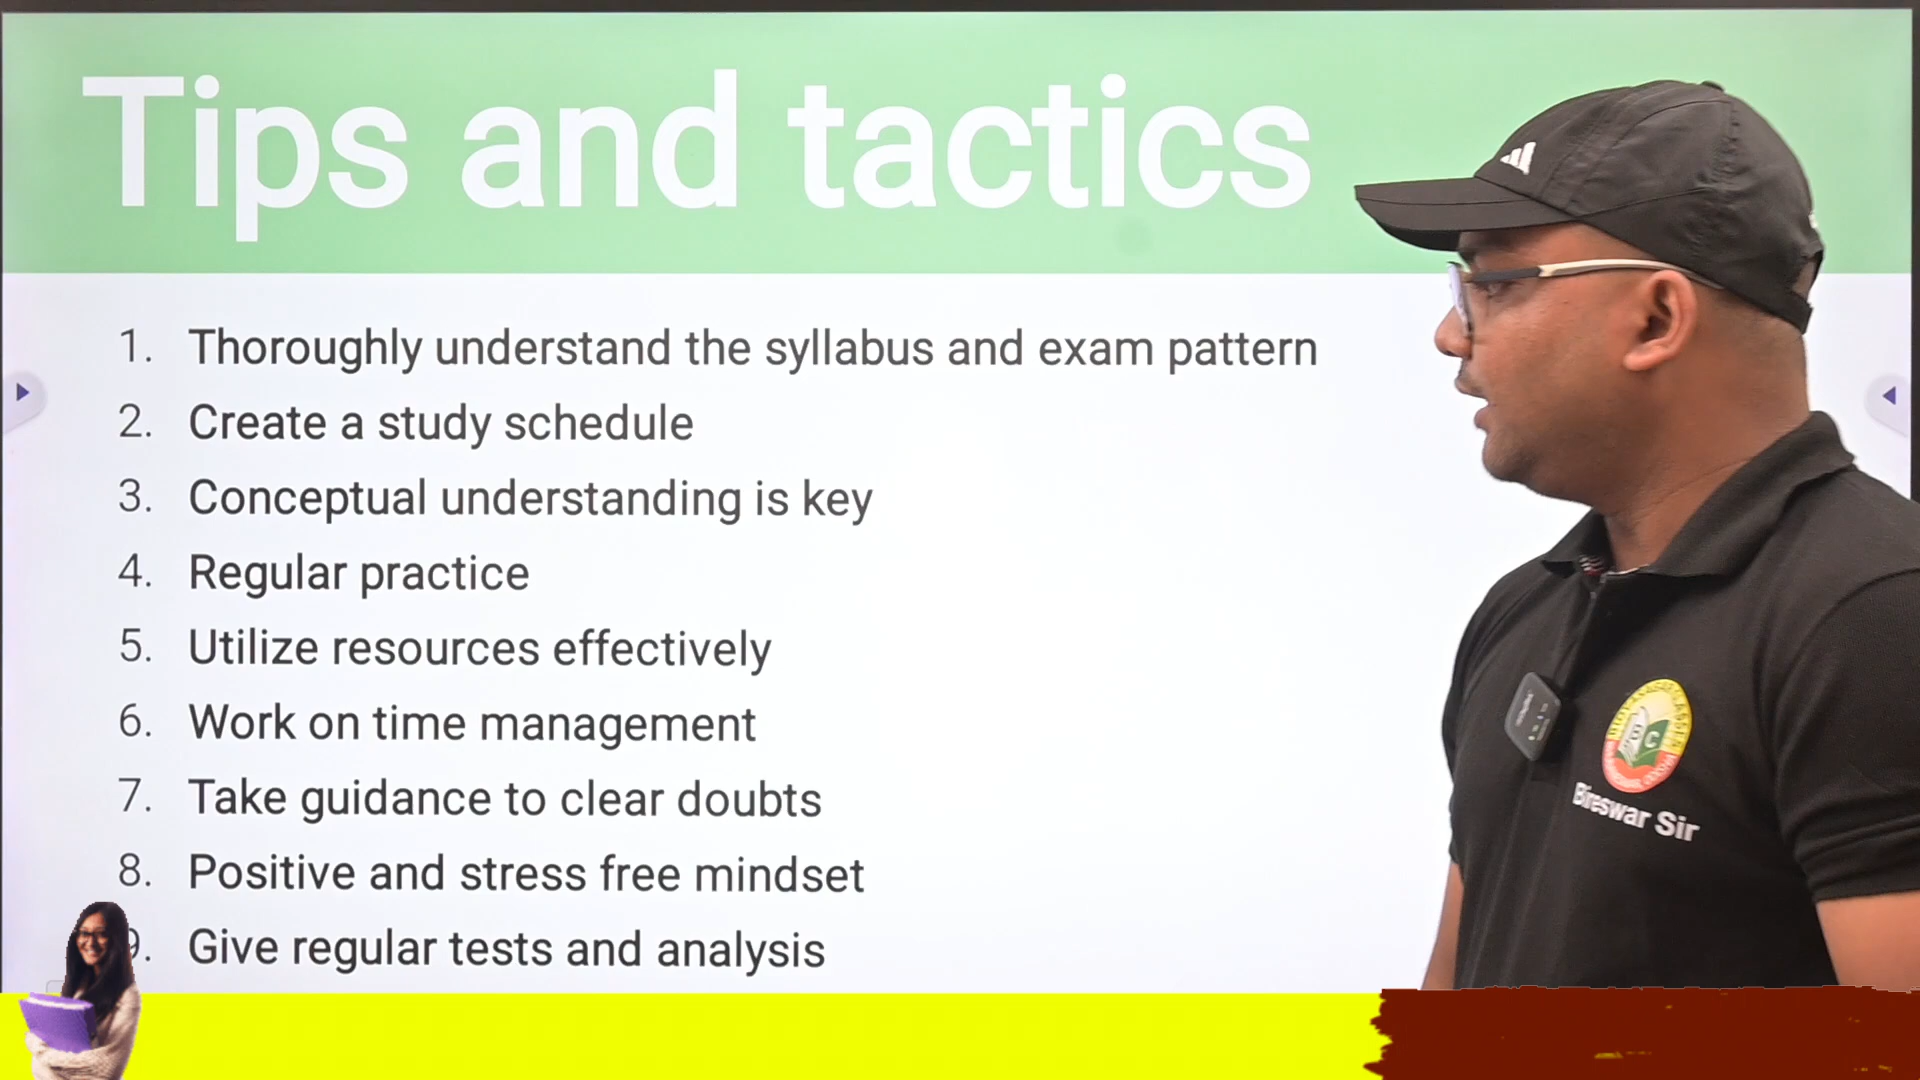 Tips and tactics
1. Thoroughly understand the syllabus and exam pattern
2. Create a study schedule
3. Conceptual understanding is key
4. Regular practice
5. Utilize resources effectively
6. Work on time management
7. Take guidance to clear doubts
8. Positive and stress free mindset
9. Give regular tests and analysis
BC
Bireswar Sir